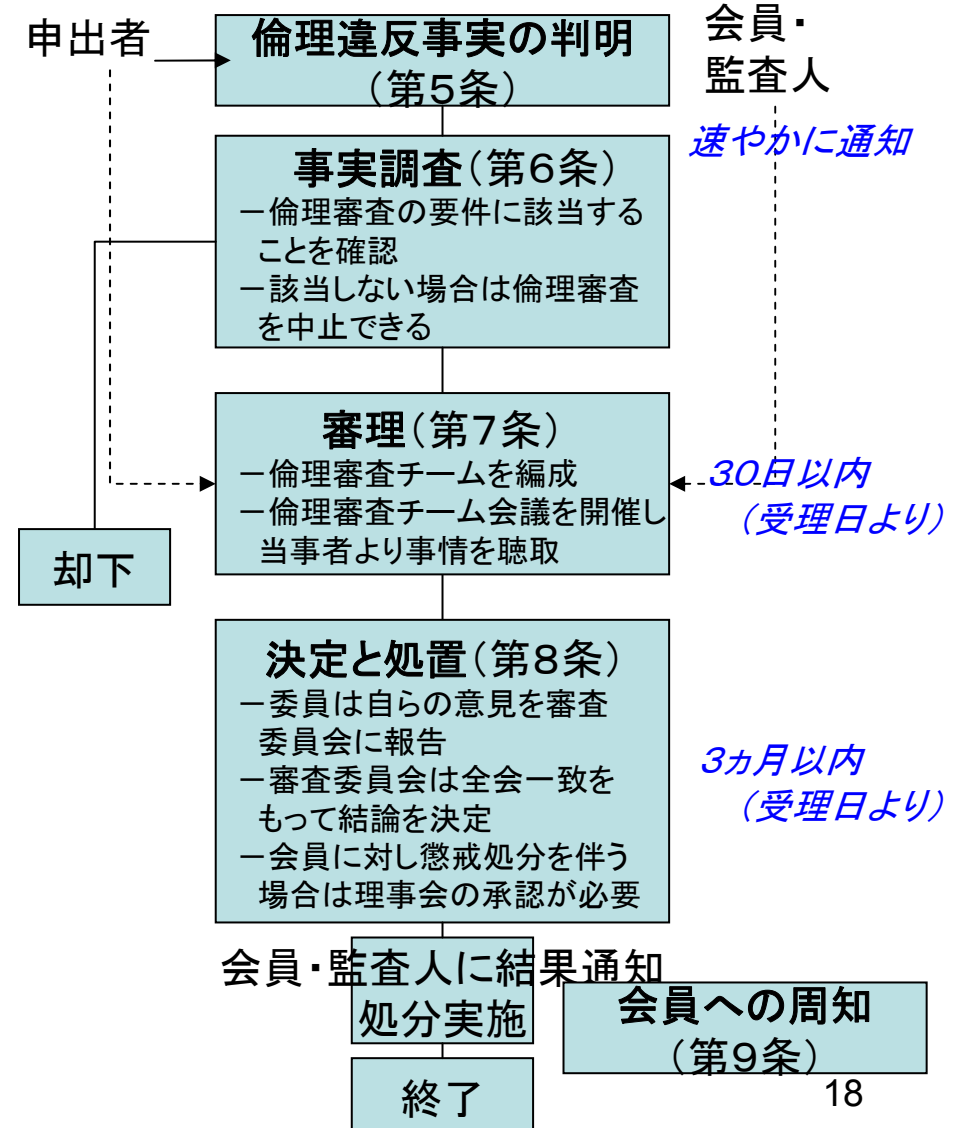 申出者
倫理違反事実の判明
（第５条）
会員・
監査人
速やかに通知
事実調査（第６条）
－倫理審査の要件に該当する
ことを確認
－該当しない場合は倫理審査
を中止できる
審理（第７条）
－倫理審査チームを編成
－倫理審査チーム会議を開催し
当事者より事情を聴取
３０日以内
（受理日より）
却下
決定と処置（第８条）
－委員は自らの意見を審査
委員会に報告
－審査委員会は全会一致を
もって結論を決定
－会員に対し懲戒処分を伴う
場合は理事会の承認が必要
３ヵ月以内
（受理日より）
会員・監査人に結果通知
処分実施
会員への周知
（第９条）
終了
18